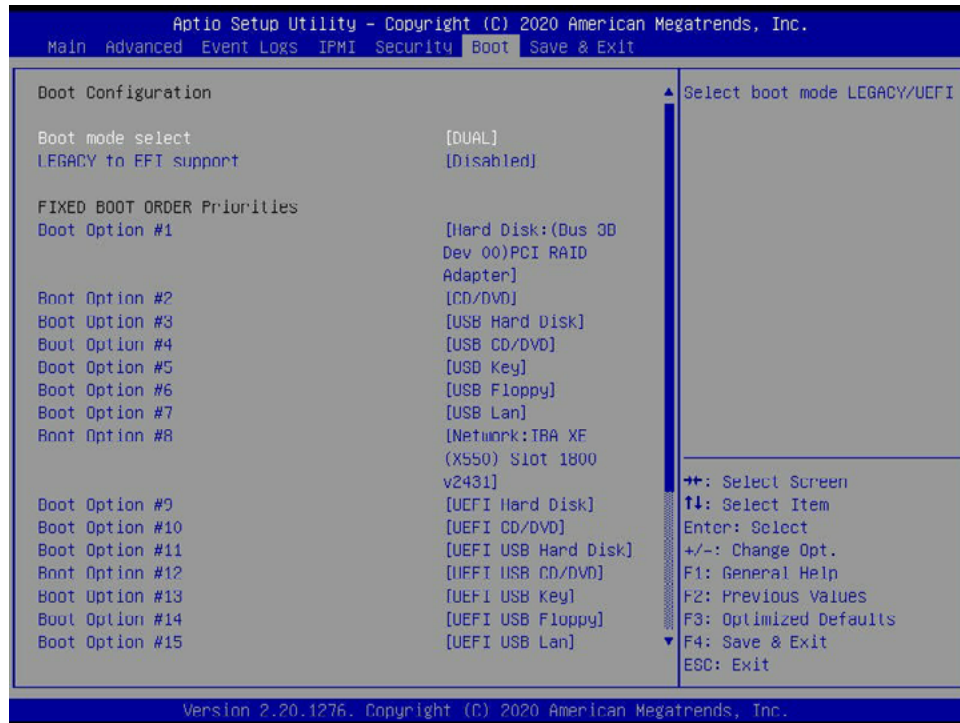 Aptio Setup Utility – Copyright (C) 2020 American Megatrends, Inc.
Main Advanced Event Logs IPMI Security Boot Save & Exit
Boot Configuration
Boot mode select [DUAL]
LEGACY to EFI support [Disabled]
FIXED BOOT ORDER Priorities
Boot Option #1 [Hard Disk:(Bus 3B
Dev 00)PCI RAID
Adapter]
Boot Option #2 [CD/DVD]
Boot Option #3 [USB Hard Disk]
Boot Option #4 [USB CD/DVD]
Boot Option #5 [USB Key]
Boot Option #6 [USB Floppy]
Boot Option #7 [USB Lan]
Boot Option #8 [Network:IBA XE
(X550) Slot 1800
v2431]
Boot Option #9 [UEFI Hard Disk]
Boot Option #10 [UEFI CD/DVD]
Boot Option #11 [UEFI USB Hard Disk]
Boot Option #12 [UEFI USB CD/DVD]
Boot Option #13 [UEFI USB Key]
Boot Option #14 [UEFI USB Floppy]
Boot Option #15 [UEFI USB Lan]
Select boot mode LEGACY/UEFI
→←: Select Screen
↑↓: Select Item
Enter: Select
+/-: Change Opt.
F1: General Help
F2: Previous Values
F3: Optimized Defaults
F4: Save & Exit
ESC: Exit
Version 2.20.1276. Copyright (C) 2020 American Megatrends, Inc.